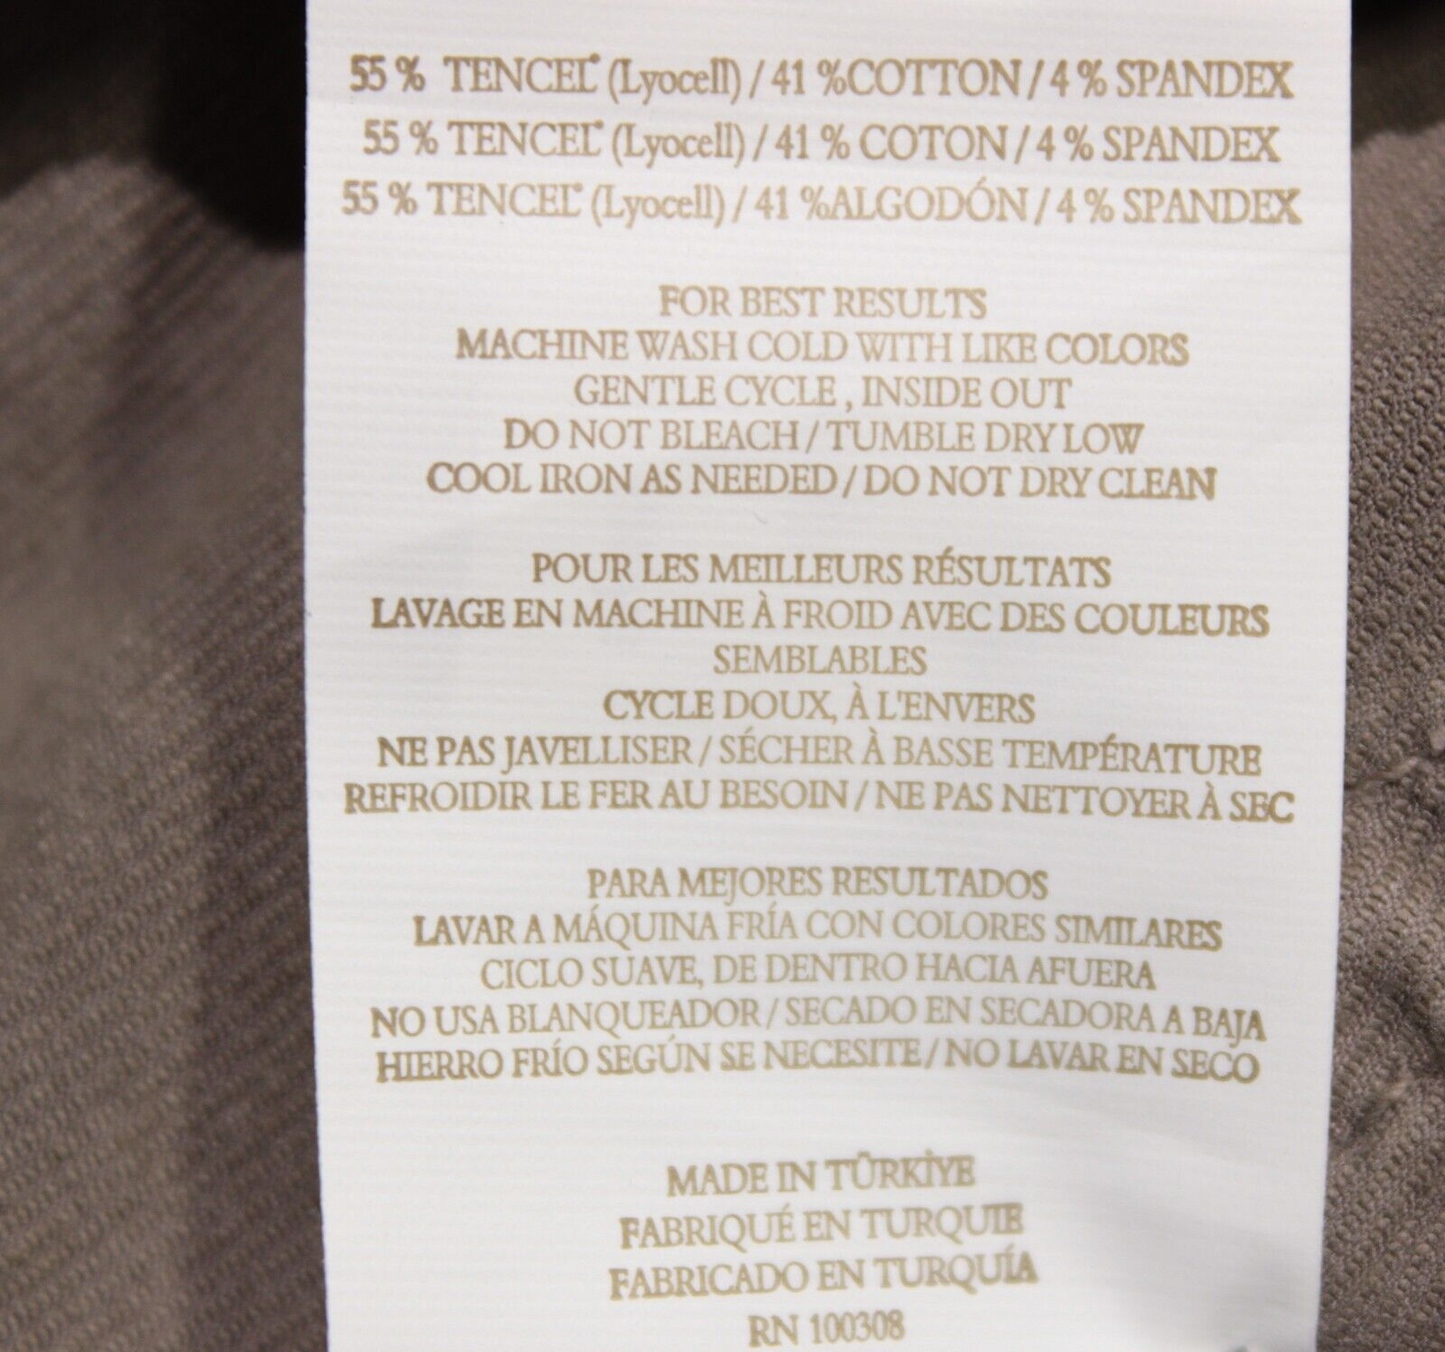 55 % TENCEL® (Lyocell) / 41 %COTTON / 4 % SPANDEX
55 % TENCEL® (Lyocell) / 41 % COTON / 4 % SPANDEX
55 % TENCEL® (Lyocell) / 41 %ALGODÓN / 4 % SPANDEX
FOR BEST RESULTS
MACHINE WASH COLD WITH LIKE COLORS
GENTLE CYCLE , INSIDE OUT
DO NOT BLEACH / TUMBLE DRY LOW
COOL IRON AS NEEDED / DO NOT DRY CLEAN
POUR LES MEILLEURS RÉSULTATS
LAVAGE EN MACHINE À FROID AVEC DES COULEURS
SEMBLABLES
CYCLE DOUX, À L'ENVERS
NE PAS JAVELLISER / SÉCHER À BASSE TEMPÉRATURE
REFROIDIR LE FER AU BESOIN / NE PAS NETTOYER À SEC
PARA MEJORES RESULTADOS
LAVAR A MÁQUINA FRÍA CON COLORES SIMILARES
CICLO SUAVE, DE DENTRO HACIA AFUERA
NO USA BLANQUEADOR / SECADO EN SECADORA A BAJA
HIERRO FRÍO SEGÚN SE NECESITE / NO LAVAR EN SECO
MADE IN TÜRKİYE
FABRIQUÉ EN TURQUIE
FABRICADO EN TURQUÍA
RN 100308